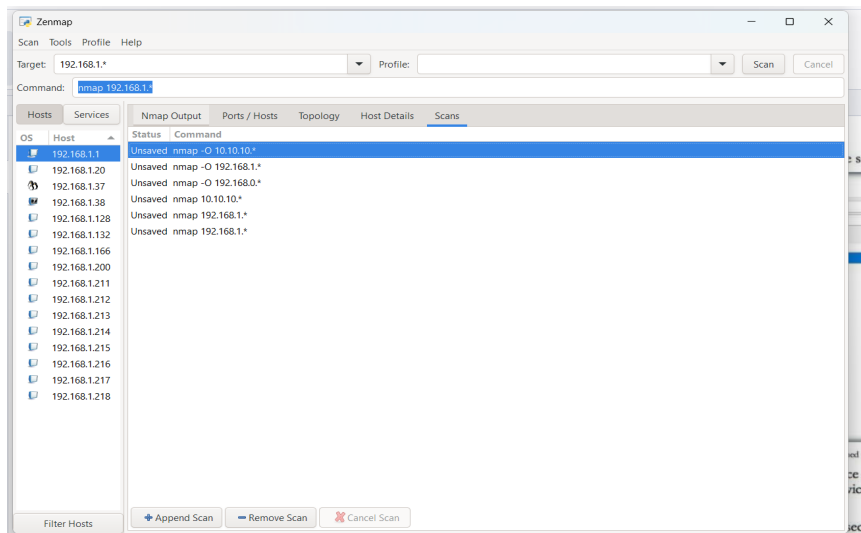 Zenmap
Scan Tools Profile Help
Target: 192.168.1.* Profile: Scan Cancel
Command: nmap 192.168.1.*
Hosts Services Nmap Output Ports / Hosts Topology Host Details Scans
OS Host Status Command
192.168.1.1
192.168.1.20
192.168.1.37
192.168.1.38
192.168.1.128
192.168.1.132
192.168.1.166
192.168.1.200
192.168.1.211
192.168.1.212
192.168.1.213
192.168.1.214
192.168.1.215
192.168.1.216
192.168.1.217
192.168.1.218
Unsaved nmap -O 10.10.10.*
Unsaved nmap -O 192.168.1.*
Unsaved nmap -O 192.168.0.*
Unsaved nmap 10.10.10.*
Unsaved nmap 192.168.1.*
Unsaved nmap 192.168.1.*
Filter Hosts Append Scan Remove Scan Cancel Scan